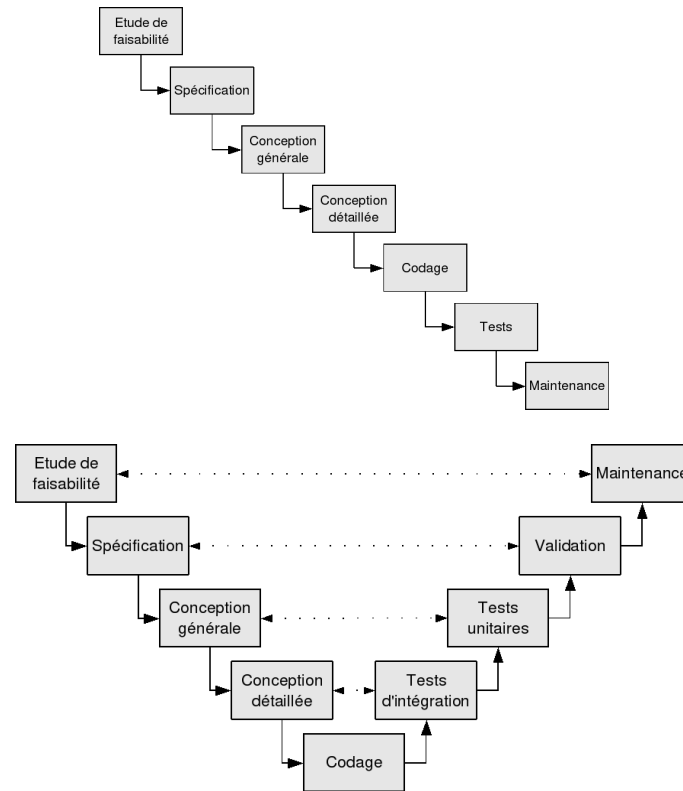 Etude de
faisabilité
Spécification
Conception
générale
Conception
détaillée
Codage
Tests
Maintenance
Etude de
faisabilité
Maintenance
Spécification
Validation
Conception
générale
Tests
unitaires
Conception
détaillée
Tests
d'intégration
Codage